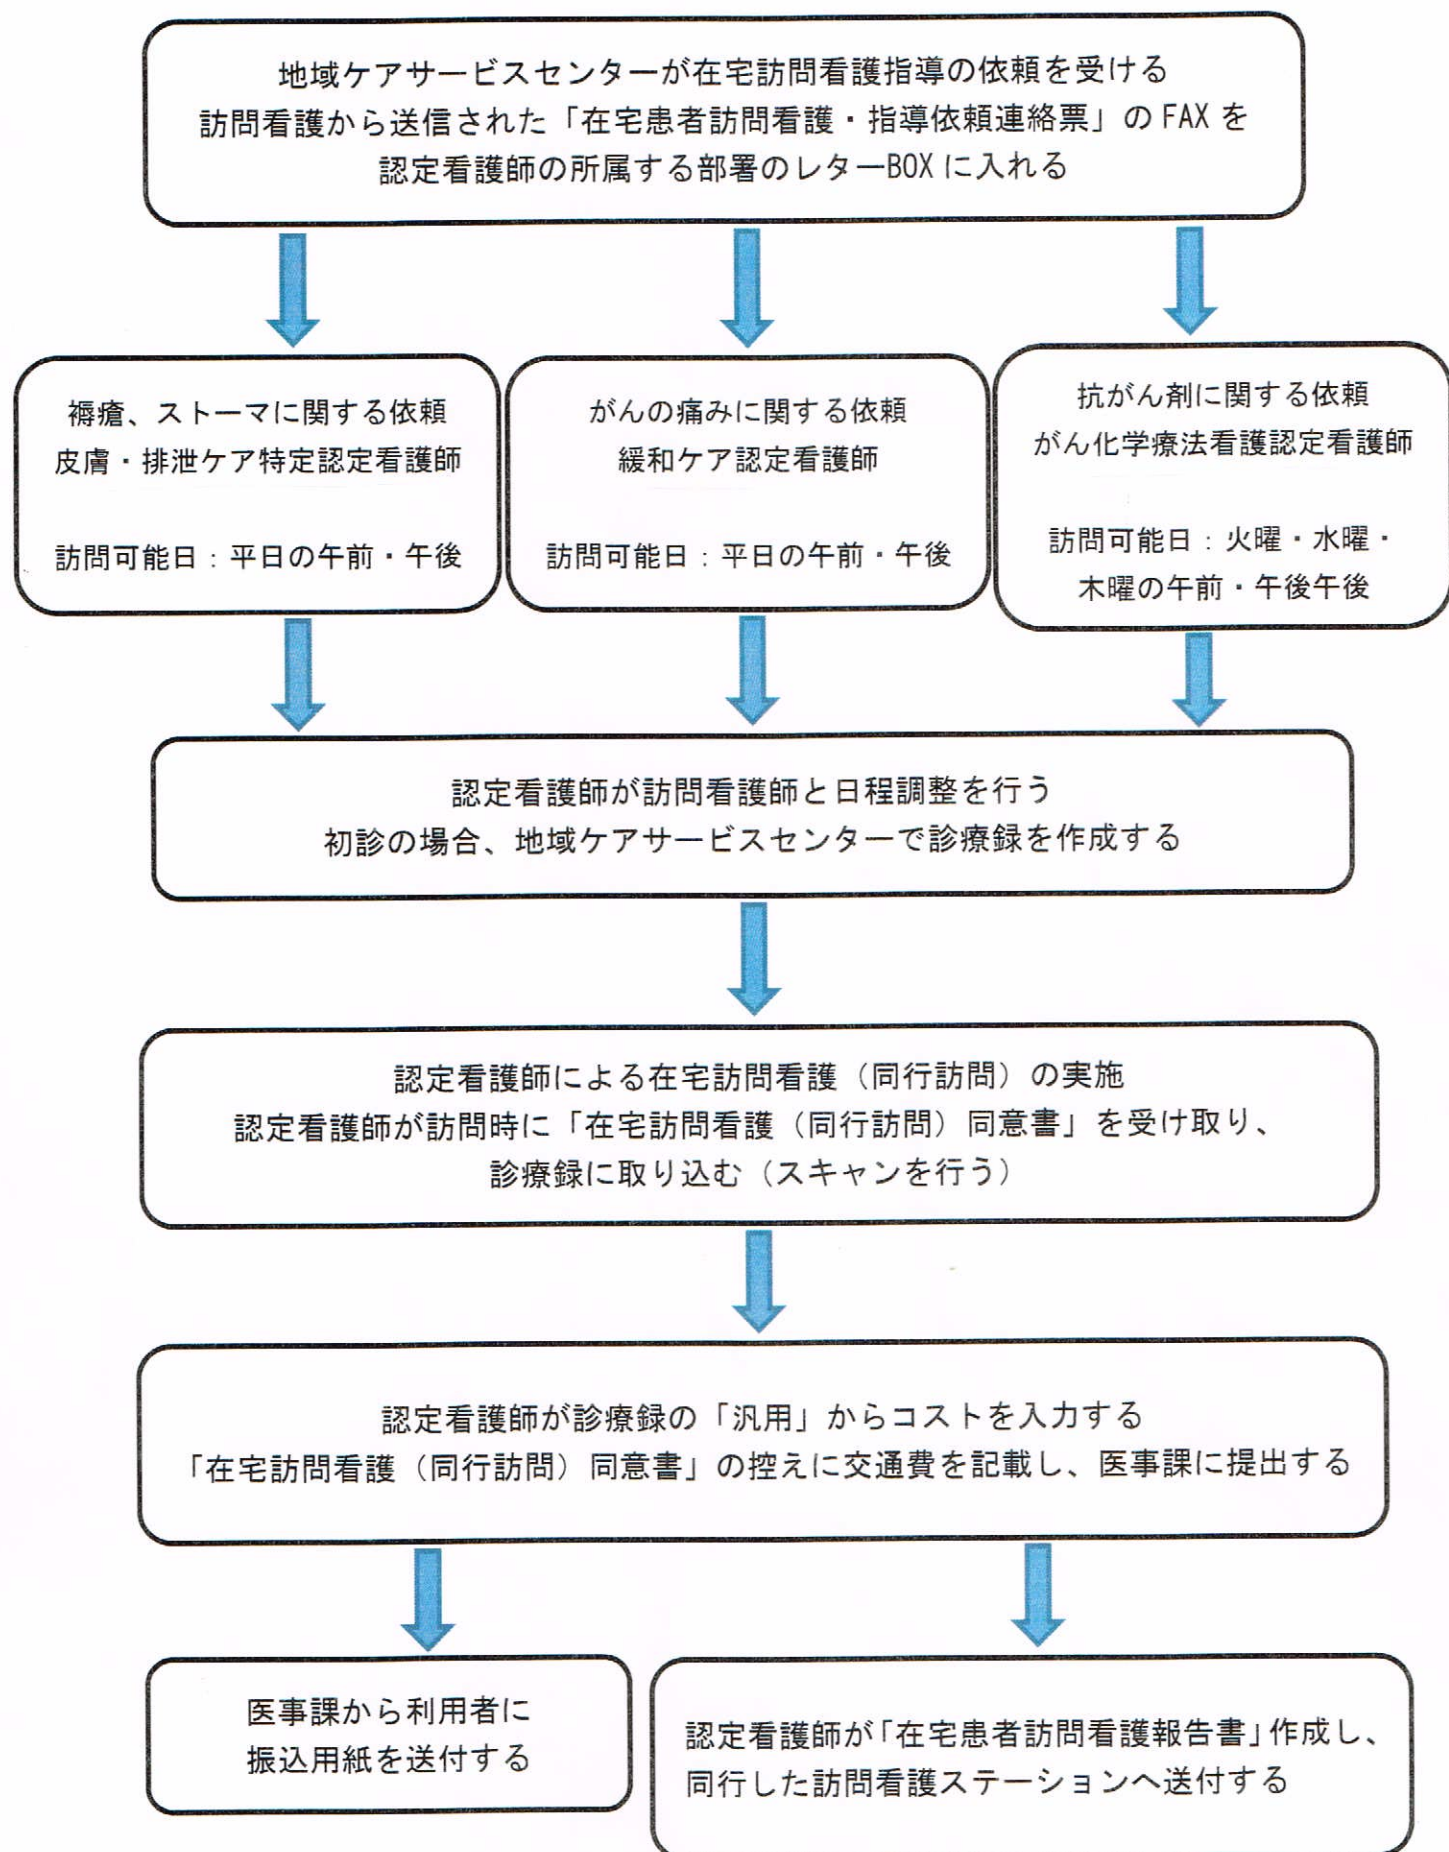 地域ケアサービスセンターが在宅訪問看護指導の依頼を受ける
訪問看護から送信された「在宅患者訪問看護・指導依頼連絡票」のFAXを
認定看護師の所属する部署のレターBOXに入れる
褥瘡、ストーマに関する依頼
皮膚・排泄ケア特定認定看護師
訪問可能日：平日の午前・午後
がんの痛みに関する依頼
緩和ケア認定看護師
訪問可能日：平日の午前・午後
抗がん剤に関する依頼
がん化学療法看護認定看護師
訪問可能日：火曜・水曜・
木曜の午前・午後午後
認定看護師が訪問看護師と日程調整を行う
初診の場合、地域ケアサービスセンターで診療録を作成する
認定看護師による在宅訪問看護（同行訪問）の実施
認定看護師が訪問時に「在宅訪問看護（同行訪問）同意書」を受け取り、
診療録に取り込む（スキャンを行う）
認定看護師が診療録の「汎用」からコストを入力する
「在宅訪問看護（同行訪問）同意書」の控えに交通費を記載し、医事課に提出する
医事課から利用者に
振込用紙を送付する
認定看護師が「在宅患者訪問看護報告書」作成し、
同行した訪問看護ステーションへ送付する